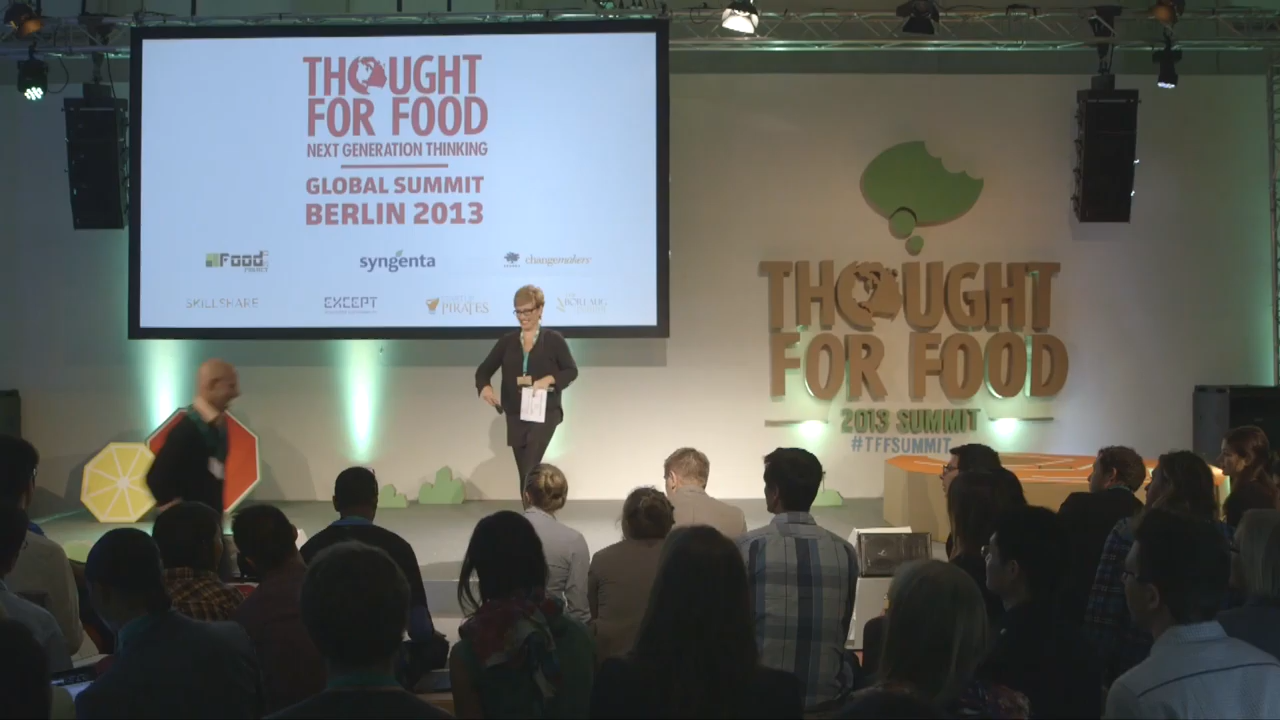 THOUGHT
FOR FOOD
NEXT GENERATION THINKING
GLOBAL SUMMIT
BERLIN 2013
Food
syngenta
changemakers
SKILLSHARE
EXCEPT
PIRATES
THOUGHT
FOR FOOD
2013 SUMMIT
#TFFSUMMIT